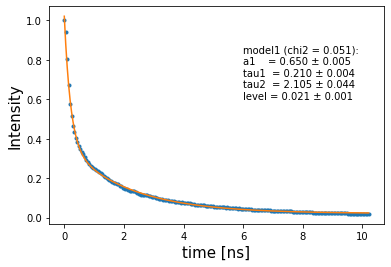 model1 (chi2 = 0.051):
a1 = 0.650 ± 0.005
tau1 = 0.210 ± 0.004
tau2 = 2.105 ± 0.044
level = 0.021 ± 0.001
Intensity
1.0
0.8
0.6
0.4
0.2
0.0
0 2 4 6 8 10
time [ns]